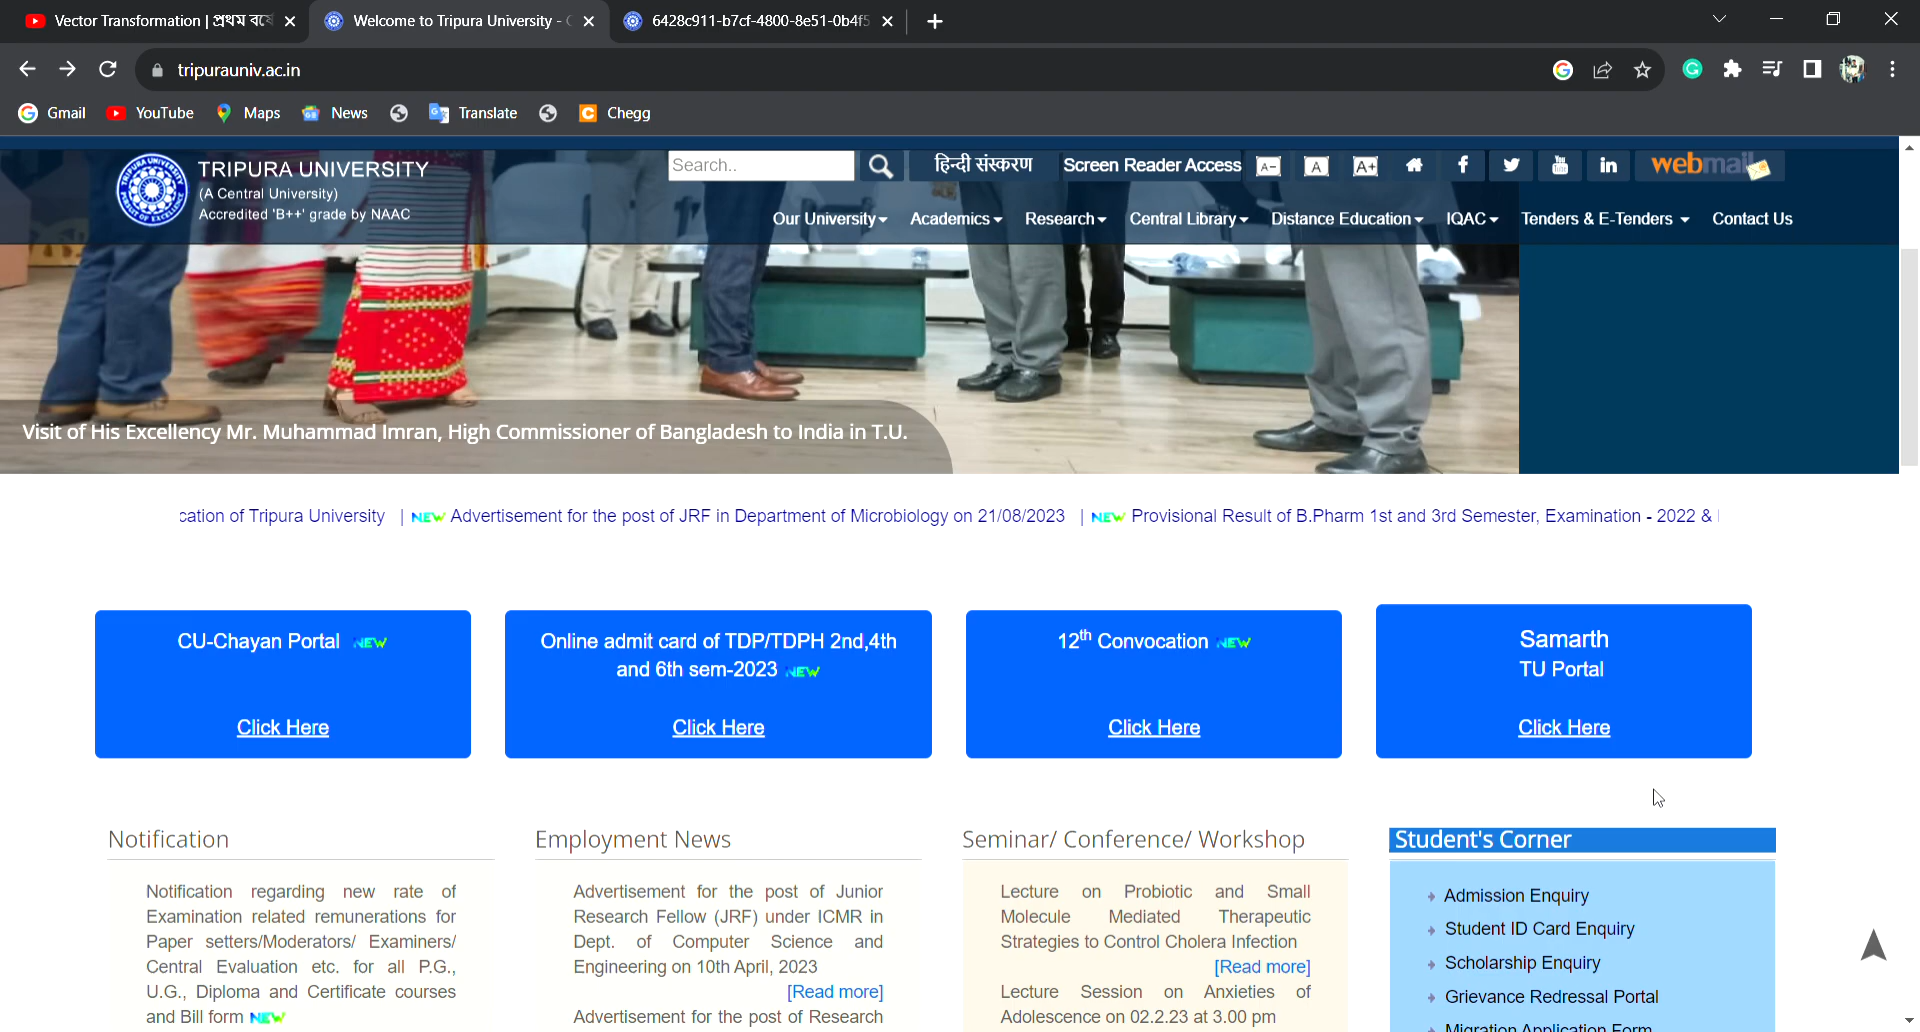 Vector Transformation | প্রথম বর্ষে
Welcome to Tripura University -
6428c911-b7cf-4800-8e51-0b4f5
tripurauniv.ac.in
Gmail
YouTube
Maps
News
Translate
Chegg
TRIPURA UNIVERSITY
(A Central University)
Accredited 'B++' grade by NAAC
Search..
हिन्दी संस्करण
Screen Reader Access
A-
A
A+
webmail
Our University
Academics
Research
Central Library
Distance Education
IQAC
Tenders & E-Tenders
Contact Us
TRIPURA UNIVERSITY
PURSUIT OF EXCELLENCE
Visit of His Excellency Mr. Muhammad Imran, High Commissioner of Bangladesh to India in T.U.
cation of Tripura University | NEW Advertisement for the post of JRF in Department of Microbiology on 21/08/2023 | NEW Provisional Result of B.Pharm 1st and 3rd Semester, Examination - 2022 &
CU-Chayan Portal NEW
Click Here
Online admit card of TDP/TDPH 2nd,4th
and 6th sem-2023 NEW
Click Here
12th Convocation NEW
Click Here
Samarth
TU Portal
Click Here
Notification
Notification regarding new rate of
Examination related remunerations for
Paper setters/Moderators/ Examiners/
Central Evaluation etc. for all P.G.,
U.G., Diploma and Certificate courses
and Bill form NEW
Employment News
Advertisement for the post of Junior
Research Fellow (JRF) under ICMR in
Dept. of Computer Science and
Engineering on 10th April, 2023
[Read more]
Advertisement for the post of Research
Seminar/ Conference/ Workshop
Lecture on Probiotic and Small
Molecule Mediated Therapeutic
Strategies to Control Cholera Infection
[Read more]
Lecture Session on Anxieties of
Adolescence on 02.2.23 at 3.00 pm
Student's Corner
Admission Enquiry
Student ID Card Enquiry
Scholarship Enquiry
Grievance Redressal Portal
Migration Application Form